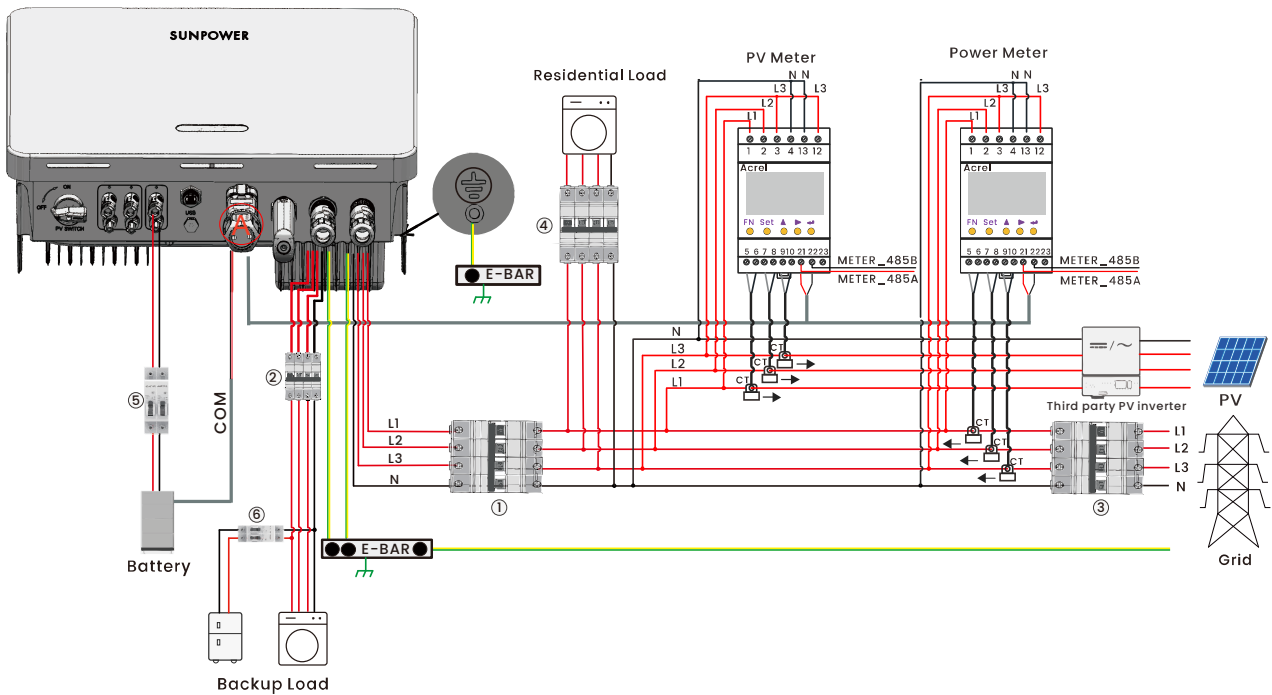 SUNPOWER
ON
OFF
PV SWITCH
A
E-BAR
Residential Load
④
PV Meter
N N
L3 L3
L2
L1
1 2 3 4 13 12
Acrel
FN Set
5 6 7 8 9 10 21 22 23
METER_485B
METER_485A
Power Meter
N N
L3 L3
L2
L1
1 2 3 4 13 12
Acrel
FN Set
5 6 7 8 9 10 21 22 23
METER_485B
METER_485A
N
L3
L2
L1
CT
CT
CT
Third party PV inverter
PV
②
⑤
COM
L1
L2
L3
N
①
CT
CT
CT
③
L1
L2
L3
N
Grid
Battery
⑥
E-BAR
Backup Load